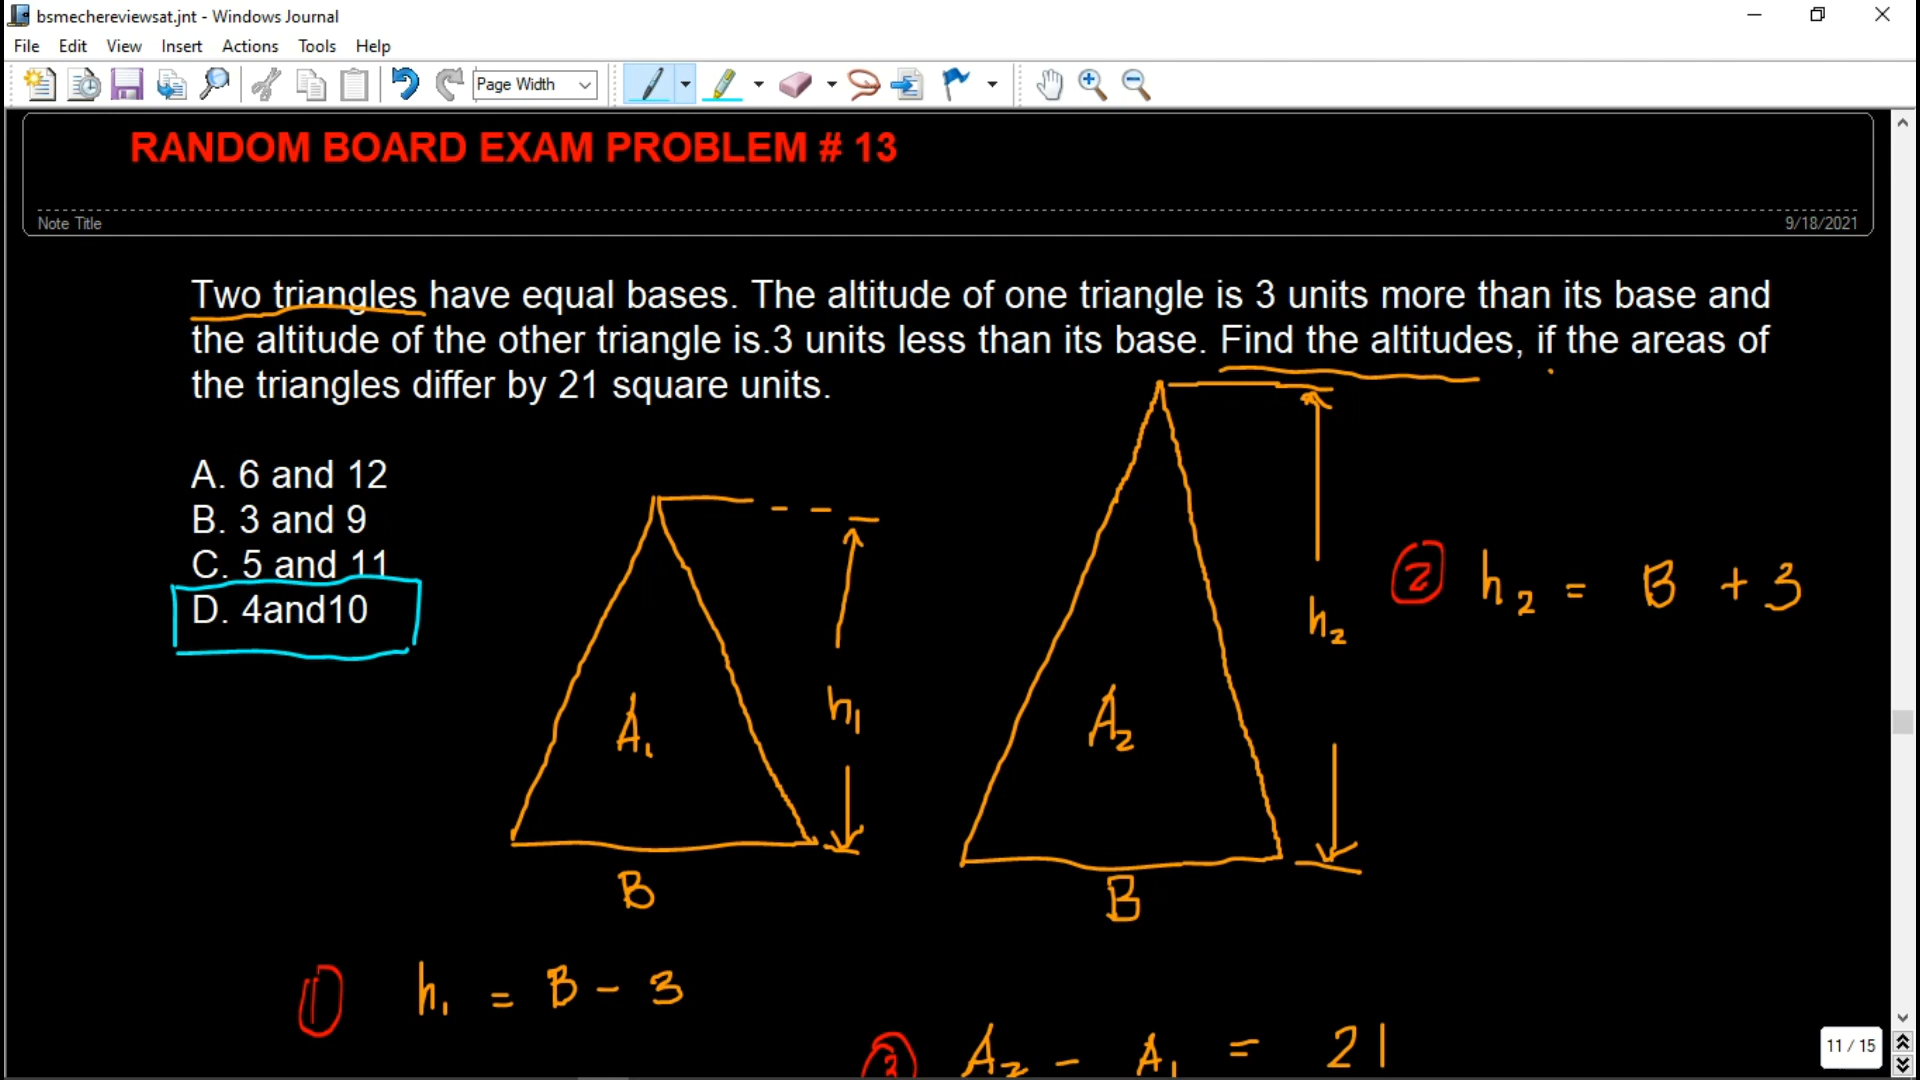 bsmechereviewsat.jnt - Windows Journal
File Edit View Insert Actions Tools Help
Page Width
RANDOM BOARD EXAM PROBLEM # 13
Note Title
9/18/2021
Two triangles have equal bases. The altitude of one triangle is 3 units more than its base and
the altitude of the other triangle is.3 units less than its base. Find the altitudes, if the areas of
the triangles differ by 21 square units.
A. 6 and 12
B. 3 and 9
C. 5 and 11
D. 4and10
A₁
h₁
B
A₂
h₂
B
② h₂ = B + 3
① h₁ = B - 3
③ A₂ - A₁ = 21
11 / 15